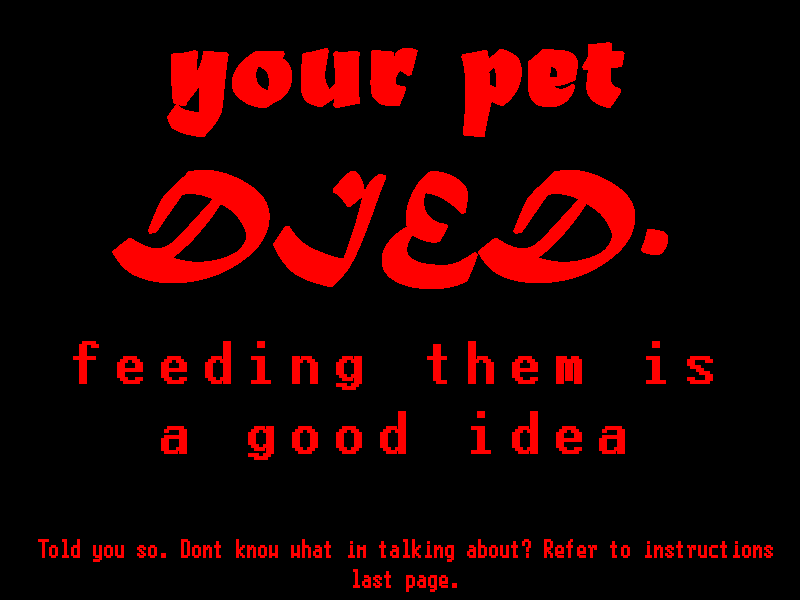 your pet
DIED.
feeding them is
a good idea
Told you so. Dont know what im talking about? Refer to instructions
last page.